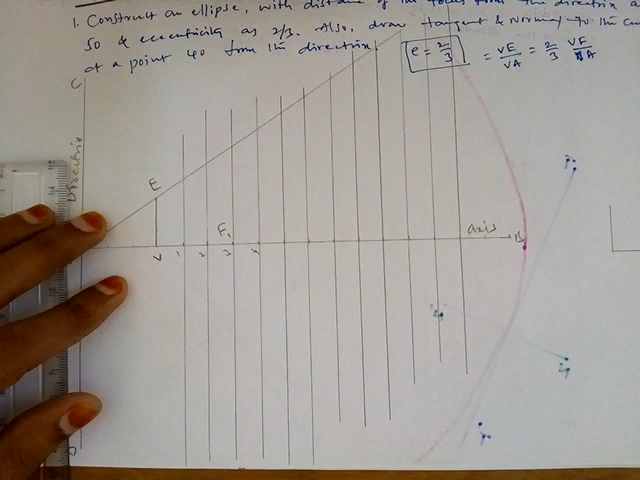 1. Construct an ellipse, with distance of the focus from the directrix as
50 & eccentricity as 2/3. Also, draw tangent & normal to the cu
at a point 40 from the directrix
e = 2/3 = VE/VA = 2/3 VF/VA
C
Directrix
E
F1
axis B
V 1 2 3 4
D